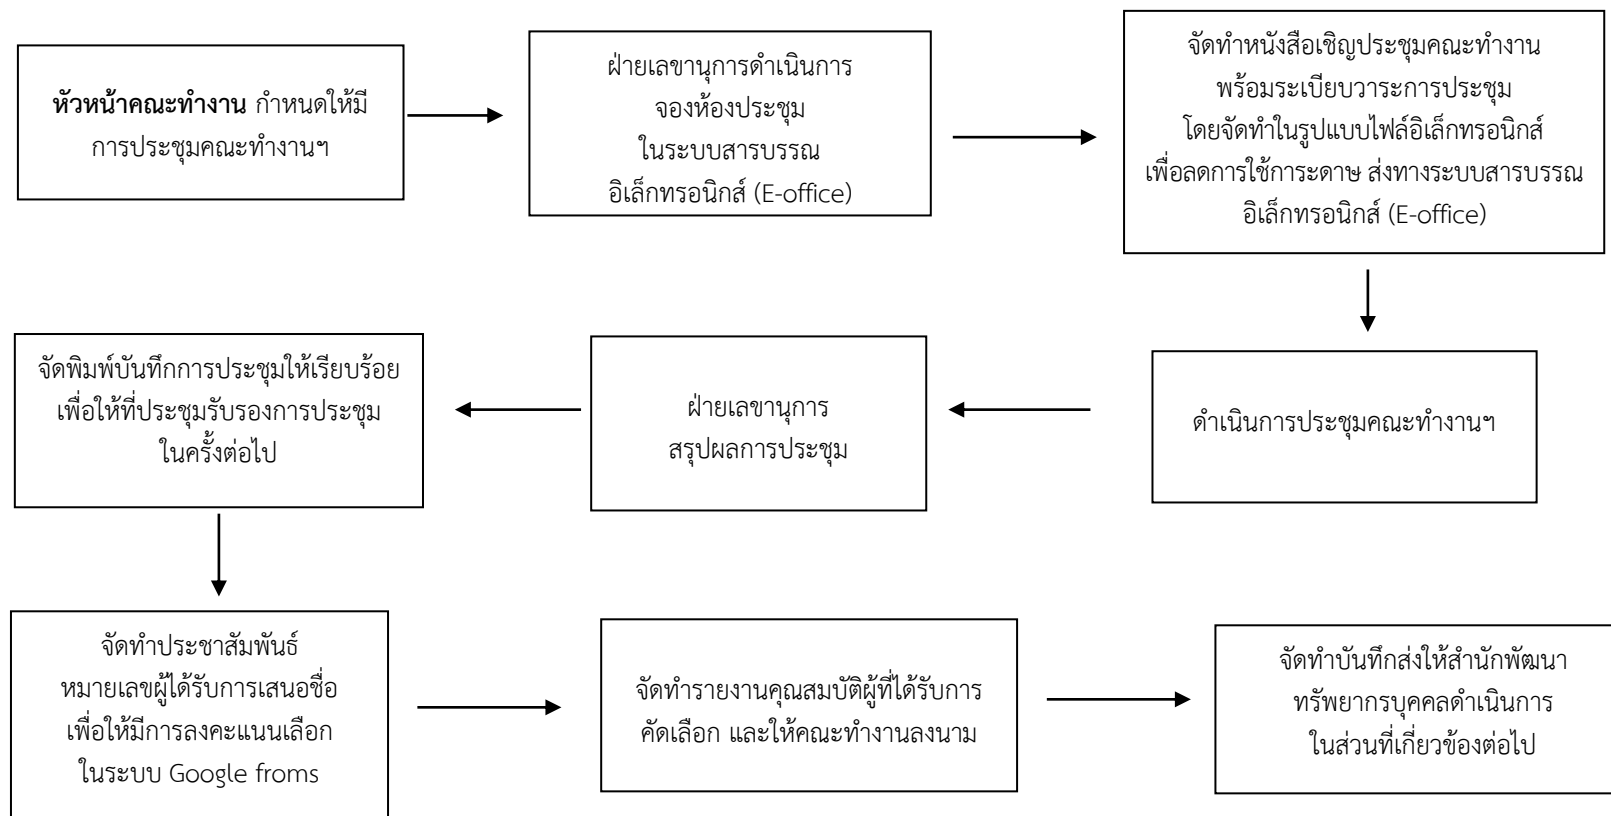 หัวหน้าคณะทำงาน กำหนดให้มี
การประชุมคณะทำงานฯ
ฝ่ายเลขานุการดำเนินการ
จองห้องประชุม
ในระบบสารบรรณ
อิเล็กทรอนิกส์ (E-office)
จัดทำหนังสือเชิญประชุมคณะทำงาน
พร้อมระเบียบวาระการประชุม
โดยจัดทำในรูปแบบไฟล์อิเล็กทรอนิกส์
เพื่อลดการใช้การะดาษ ส่งทางระบบสารบรรณ
อิเล็กทรอนิกส์ (E-office)
ดำเนินการประชุมคณะทำงานฯ
ฝ่ายเลขานุการ
สรุปผลการประชุม
จัดพิมพ์บันทึกการประชุมให้เรียบร้อย
เพื่อให้ที่ประชุมรับรองการประชุม
ในครั้งต่อไป
จัดทำประชาสัมพันธ์
หมายเลขผู้ได้รับการเสนอชื่อ
เพื่อให้มีการลงคะแนนเลือก
ในระบบ Google froms
จัดทำรายงานคุณสมบัติผู้ที่ได้รับการ
คัดเลือก และให้คณะทำงานลงนาม
จัดทำบันทึกส่งให้สำนักพัฒนา
ทรัพยากรบุคคลดำเนินการ
ในส่วนที่เกี่ยวข้องต่อไป